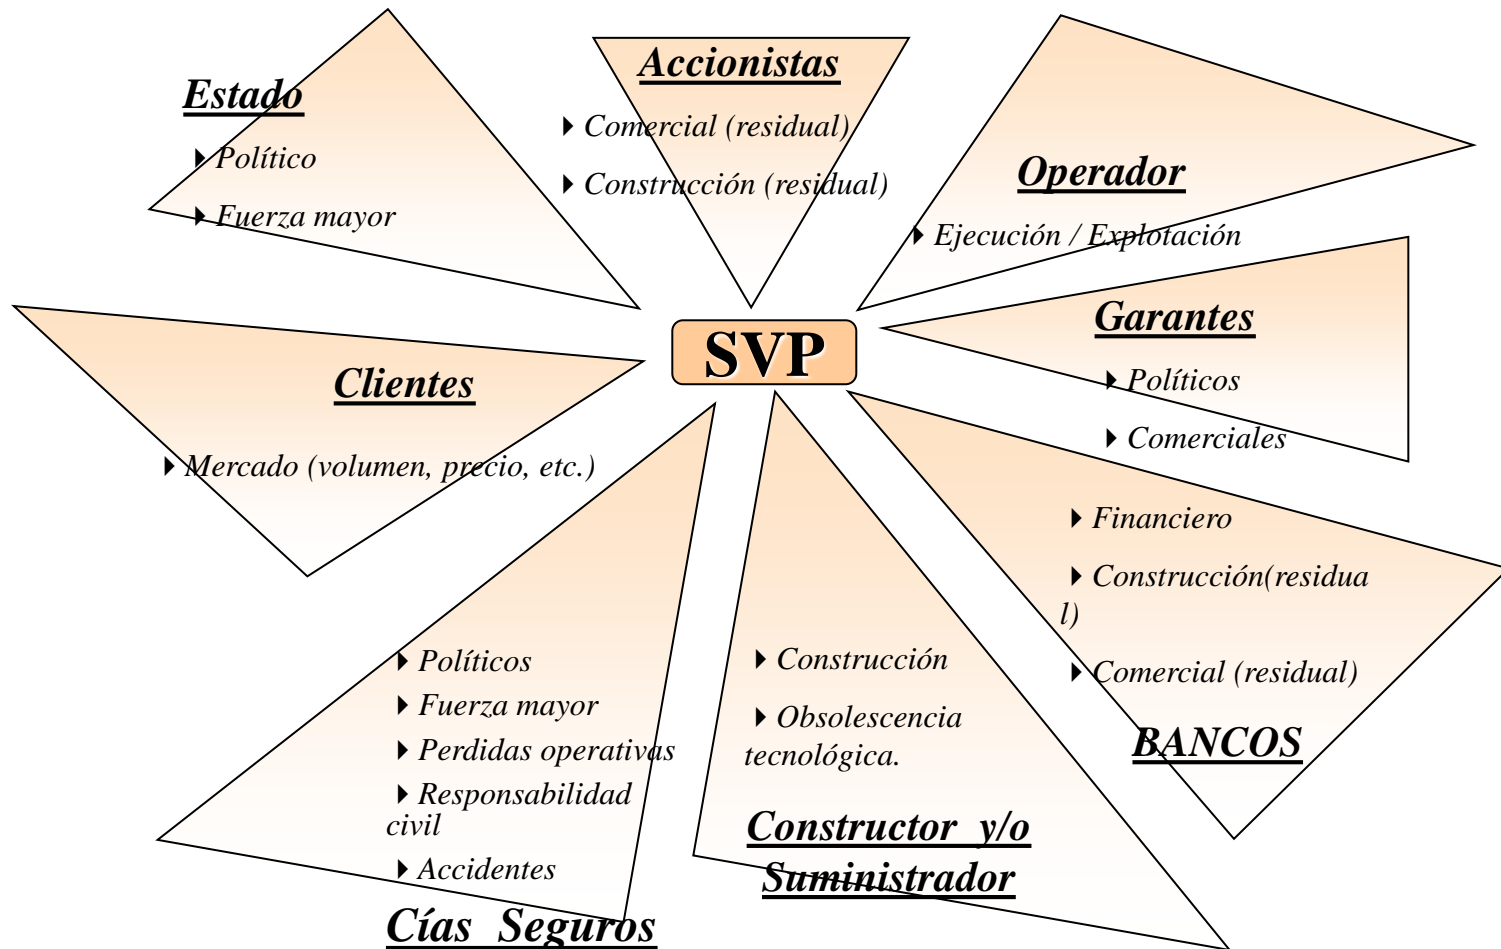 Estado
Político
Fuerza mayor
Accionistas
Comercial (residual)
Construcción (residual)
Operador
Ejecución / Explotación
Garantes
Políticos
Comerciales
SVP
Clientes
Mercado (volumen, precio, etc.)
Políticos
Fuerza mayor
Perdidas operativas
Responsabilidad
civil
Accidentes
Cías Seguros
Construcción
Obsolescencia
tecnológica.
Constructor y/o
Suministrador
Financiero
Construcción(residua
l)
Comercial (residual)
BANCOS